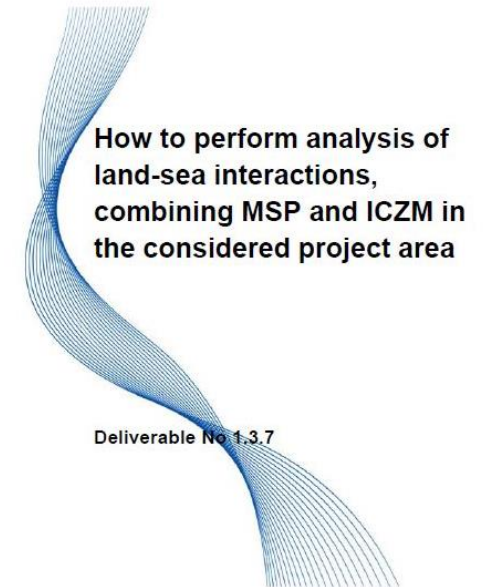 How to perform analysis of
land-sea interactions,
combining MSP and ICZM in
the considered project area
Deliverable No 1.3.7